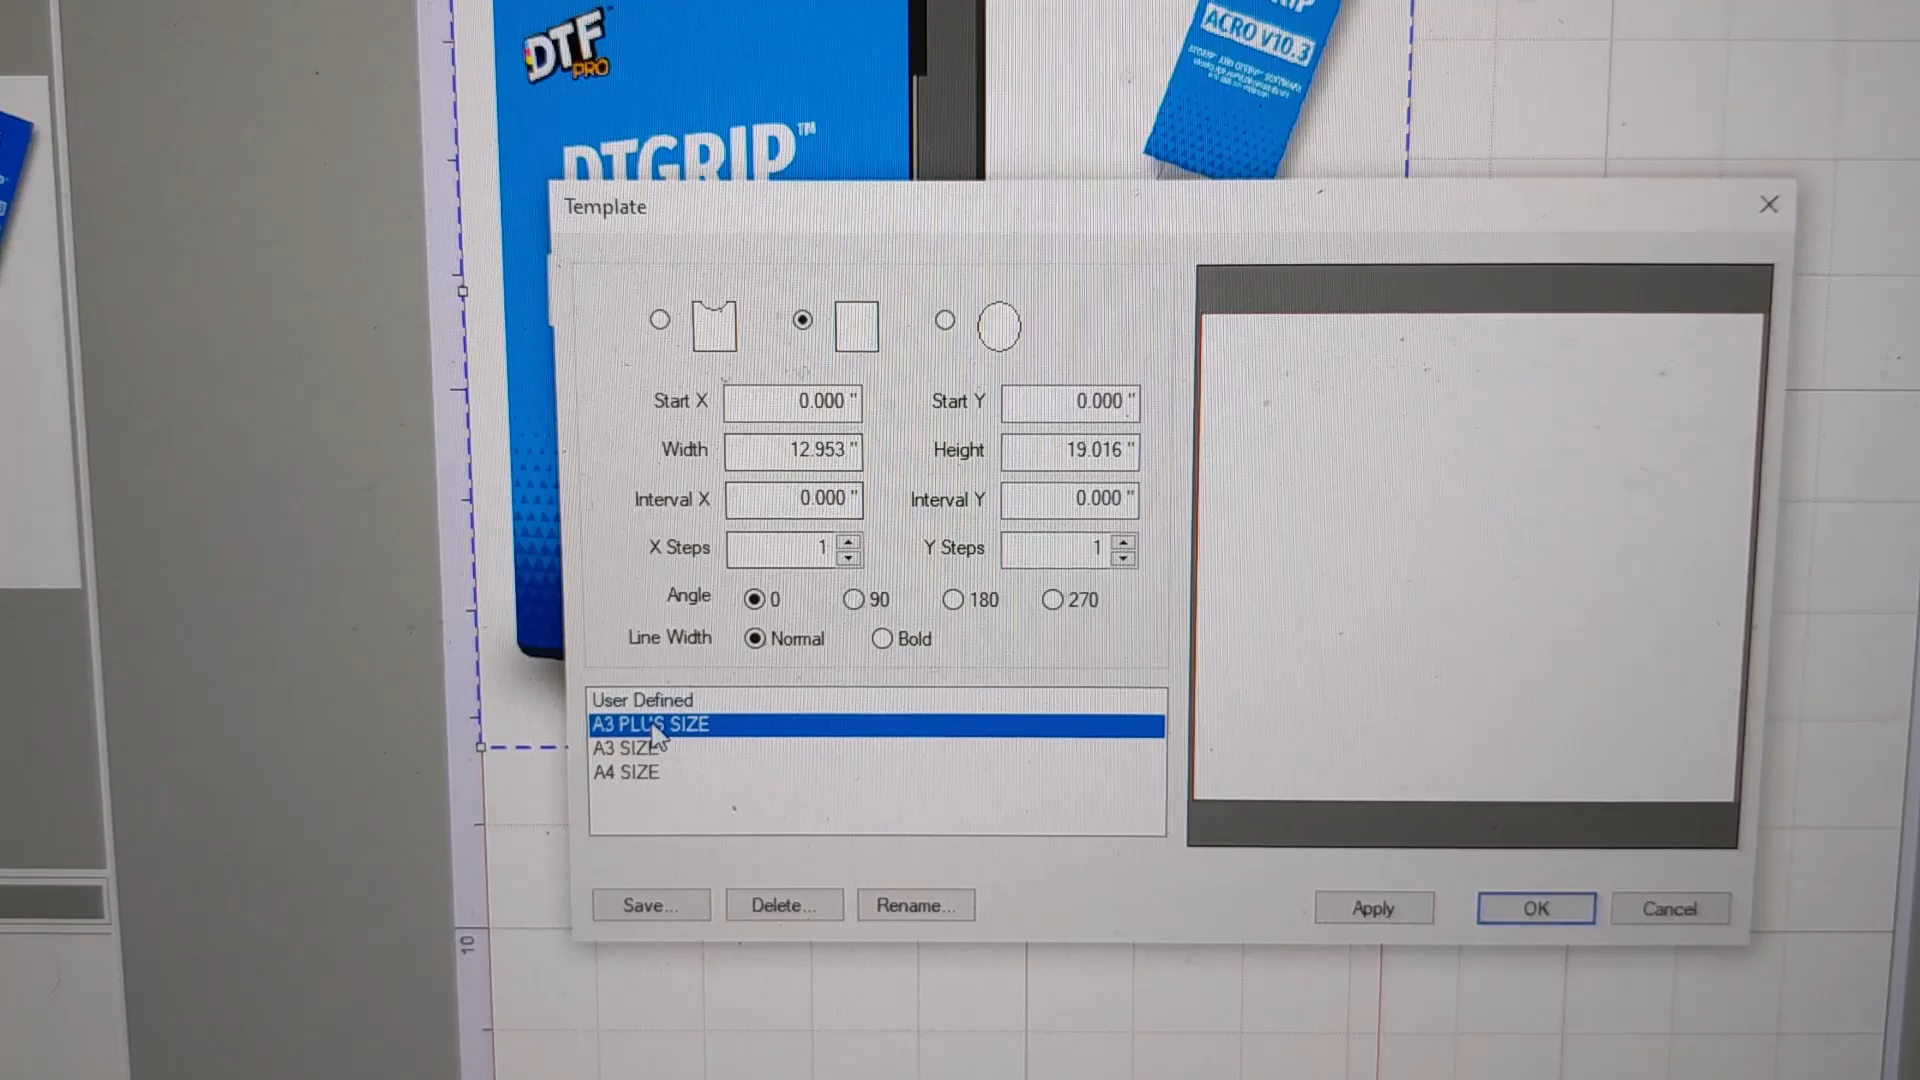 DTF
PRO
DTGRIP™
ACRO V10.3
Template
Start X 0.000 " Start Y 0.000 "
Width 12.953 " Height 19.016 "
Interval X 0.000 " Interval Y 0.000 "
X Steps 1 Y Steps 1
Angle 0 90 180 270
Line Width Normal Bold
User Defined
A3 PLUS SIZE
A3 SIZE
A4 SIZE
Save... Delete... Rename... Apply OK Cancel
10